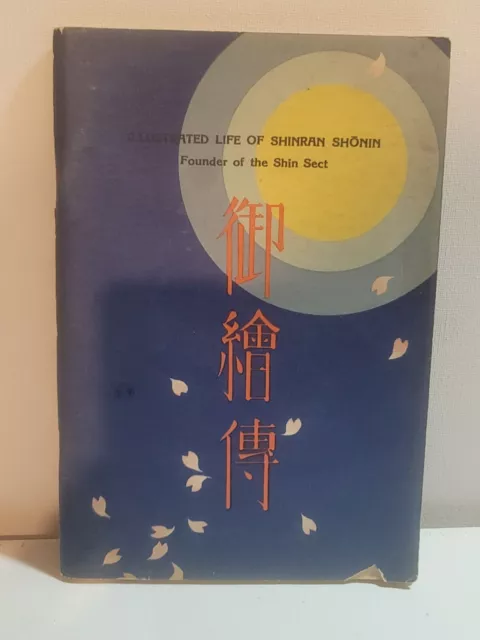 ILLUSTRATED LIFE OF SHINRAN SHŌNIN
Founder of the Shin Sect
御
繪
傳